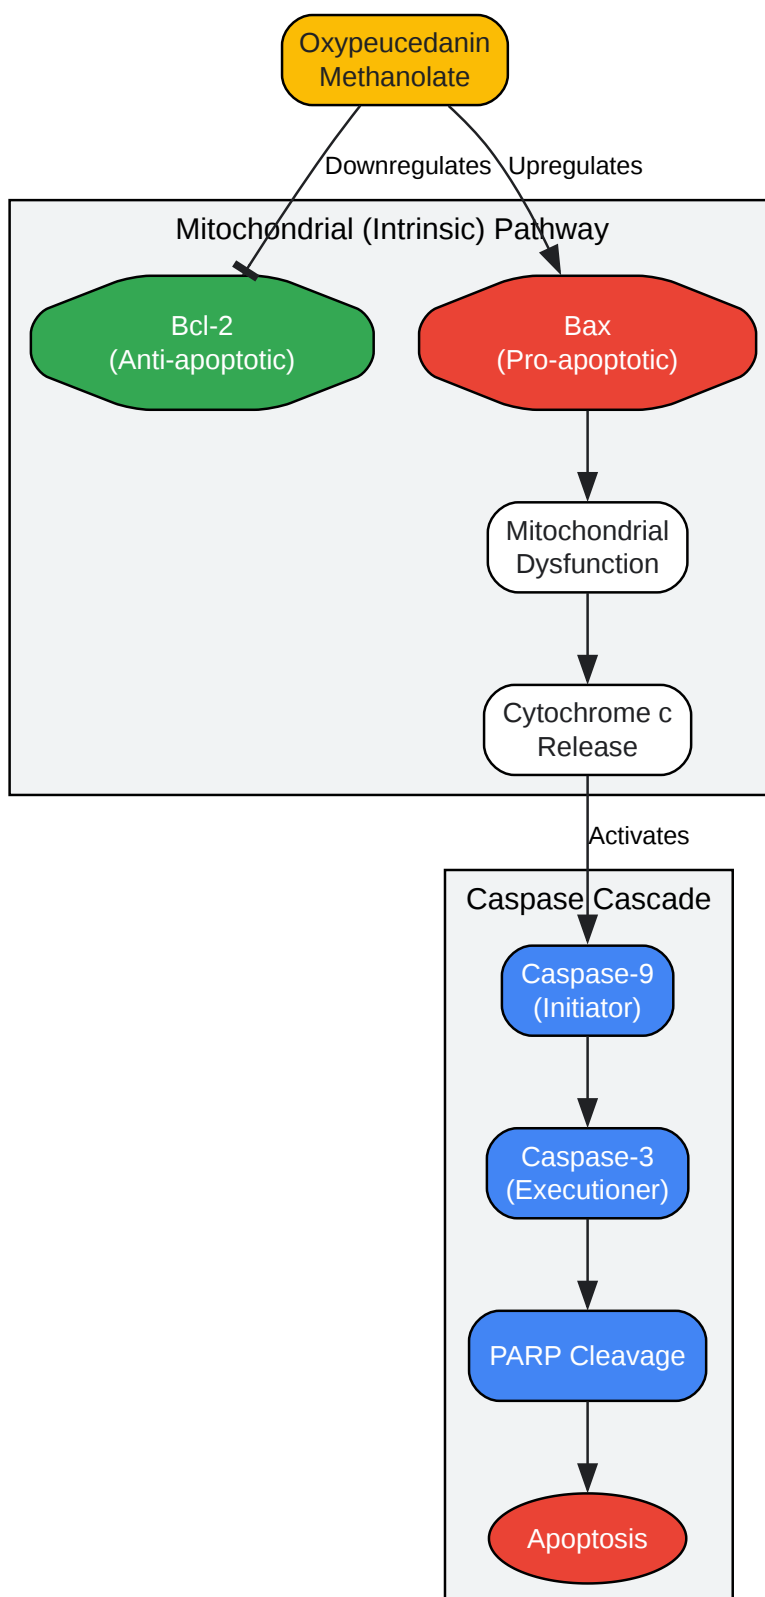 Oxypeucedanin
Methanolate
Downregulates
Upregulates
Mitochondrial (Intrinsic) Pathway
Bcl-2
(Anti-apoptotic)
Bax
(Pro-apoptotic)
Mitochondrial
Dysfunction
Cytochrome c
Release
Activates
Caspase Cascade
Caspase-9
(Initiator)
Caspase-3
(Executioner)
PARP Cleavage
Apoptosis